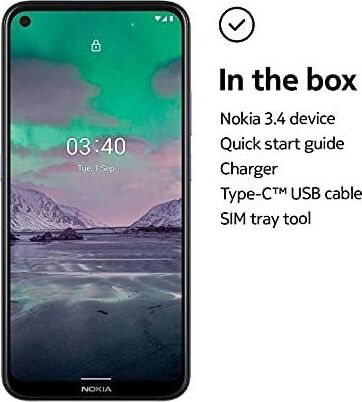 03:40
Tue, 1 Sep
NOKIA
In the box
Nokia 3.4 device
Quick start guide
Charger
Type-C™ USB cable
SIM tray tool